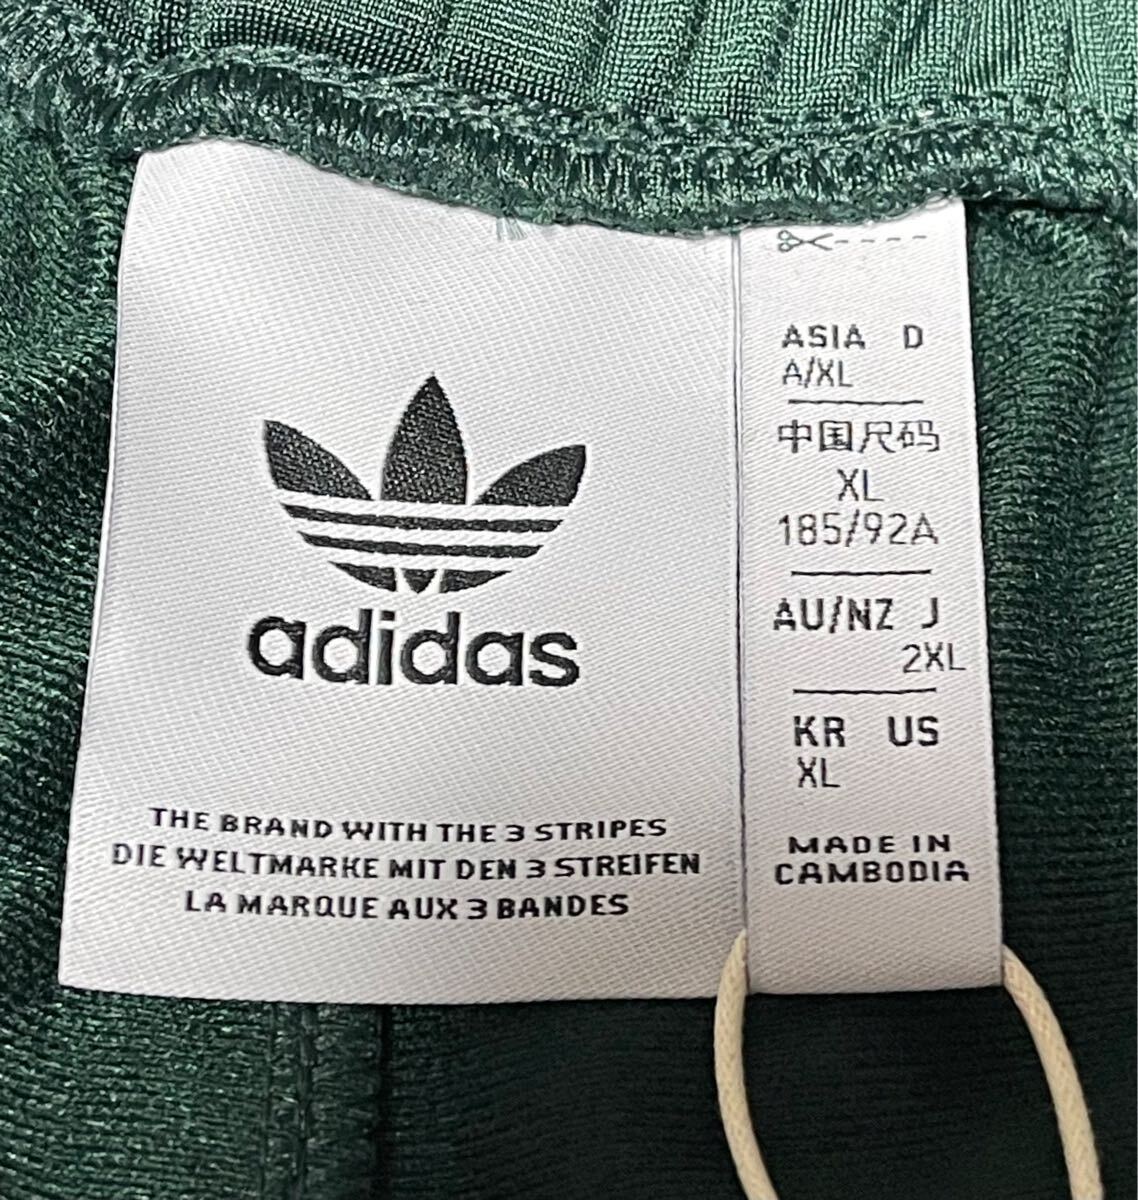 adidas
THE BRAND WITH THE 3 STRIPES
DIE WELTMARKE MIT DEN 3 STREIFEN
LA MARQUE AUX 3 BANDES
ASIA D
A/XL
中国尺码
XL
185/92A
AU/NZ J
2XL
KR US
XL
MADE IN
CAMBODIA